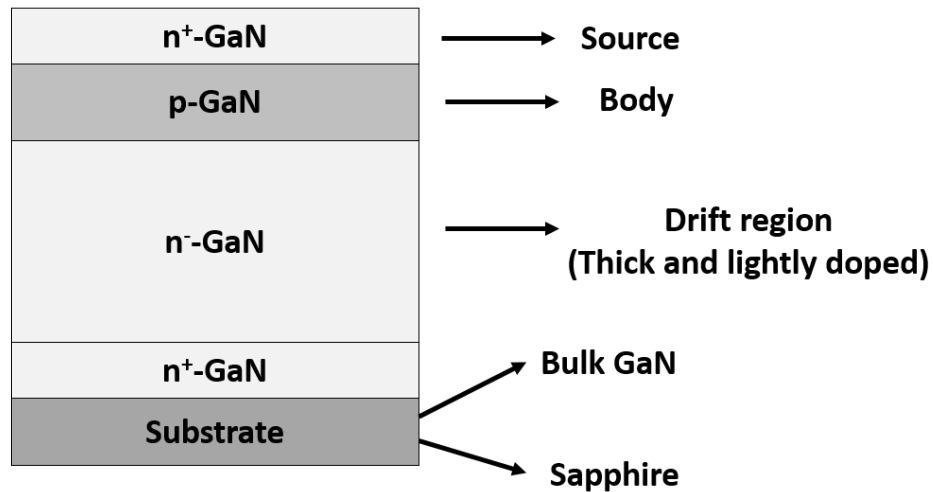 n⁺-GaN
Source
p-GaN
Body
n⁻-GaN
Drift region
(Thick and lightly doped)
n⁺-GaN
Bulk GaN
Substrate
Sapphire